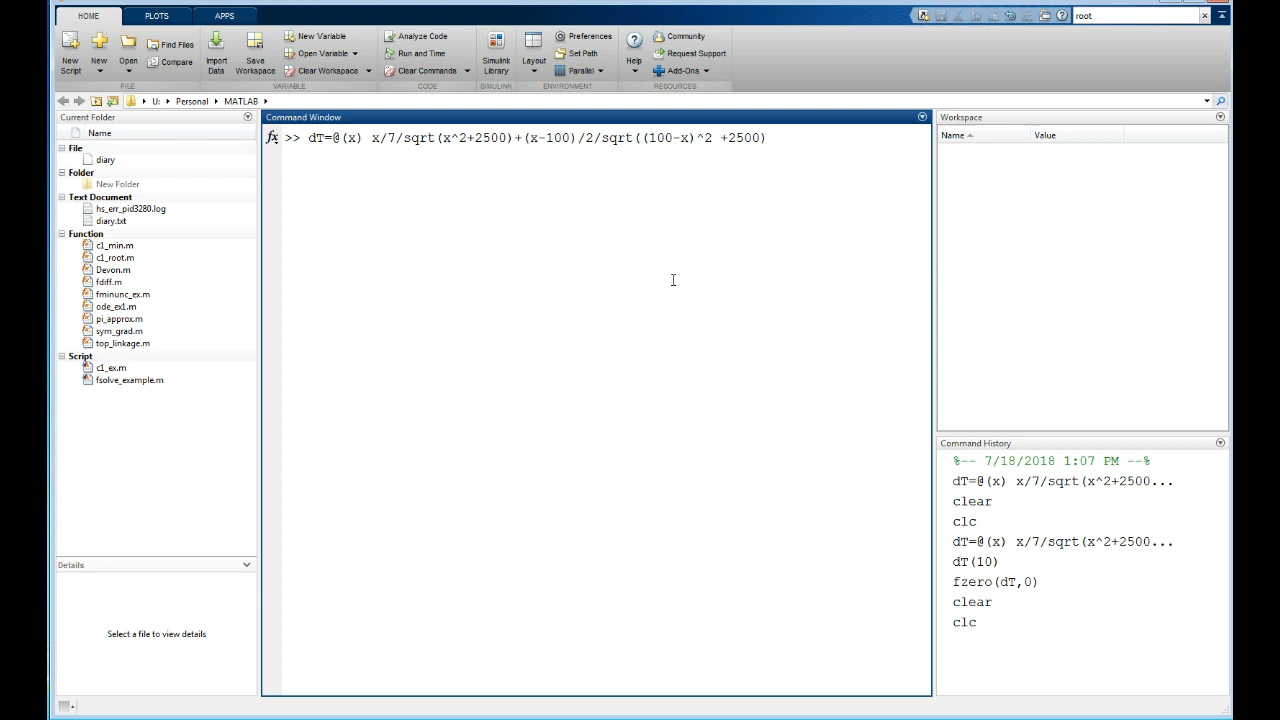 HOME PLOTS APPS root
New Script
New
Open
Find Files
Compare
FILE
Import Data
Save Workspace
New Variable
Open Variable
Clear Workspace
VARIABLE
Analyze Code
Run and Time
Clear Commands
CODE
Simulink Library
SIMULINK
Layout
Preferences
Set Path
Parallel
ENVIRONMENT
Help
Community
Request Support
Add-Ons
RESOURCES
U: Personal MATLAB
Current Folder
Name
File
diary
Folder
New Folder
Text Document
hs_err_pid3280.log
diary.txt
Function
c1_min.m
c1_root.m
Devon.m
fdiff.m
fminunc_ex.m
ode_ex1.m
pi_approx.m
sym_grad.m
top_linkage.m
Script
c1_ex.m
fsolve_example.m
Details
Select a file to view details
Command Window
fx >> dT=@(x) x/7/sqrt(x^2+2500)+(x-100)/2/sqrt((100-x)^2 +2500)
Workspace
Name Value
Command History
%-- 7/18/2018 1:07 PM --%
dT=@(x) x/7/sqrt(x^2+2500...
clear
clc
dT=@(x) x/7/sqrt(x^2+2500...
dT(10)
fzero(dT,0)
clear
clc